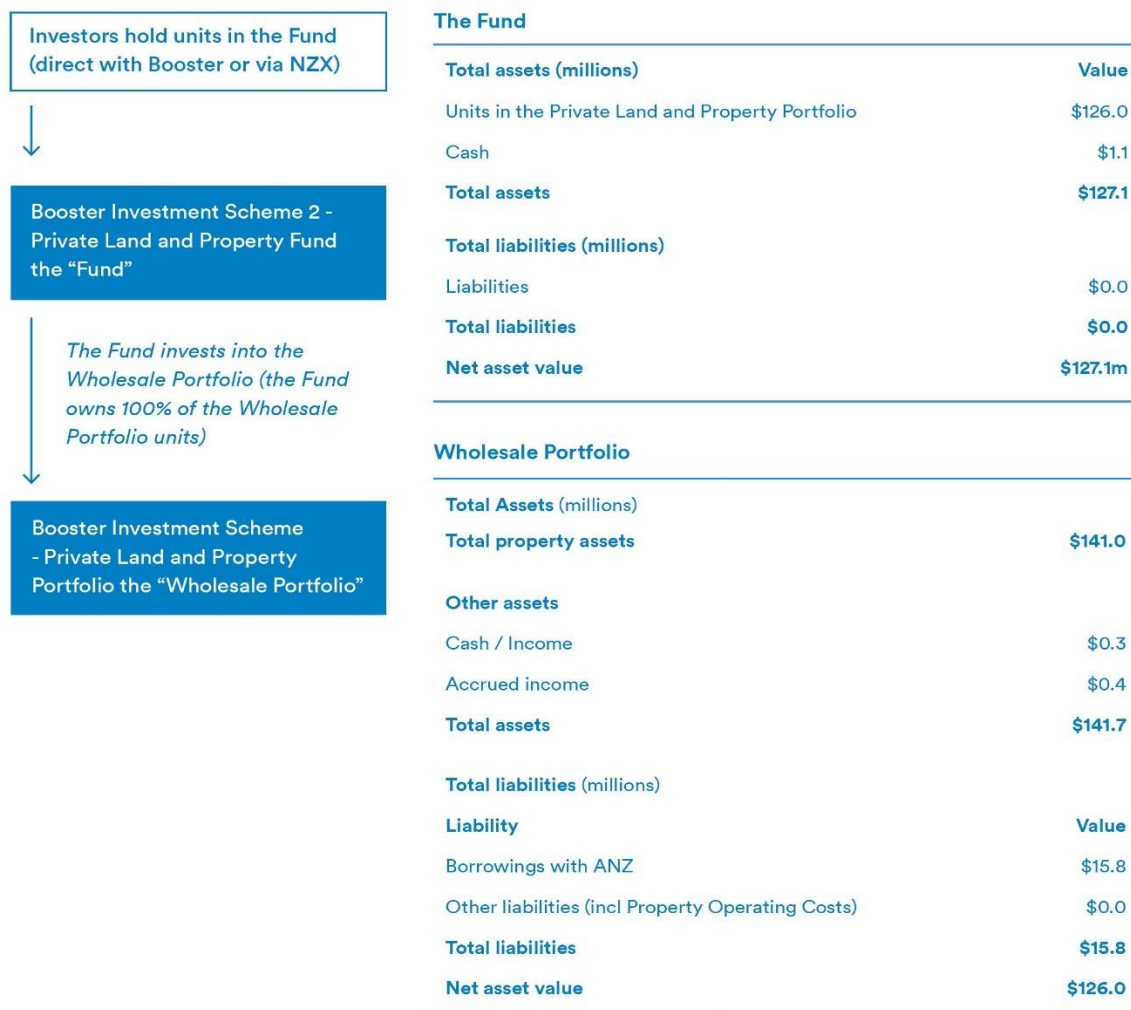 Investors hold units in the Fund
(direct with Booster or via NZX)
Booster Investment Scheme 2 -
Private Land and Property Fund
the “Fund”
The Fund invests into the
Wholesale Portfolio (the Fund
owns 100% of the Wholesale
Portfolio units)
Booster Investment Scheme
- Private Land and Property
Portfolio the “Wholesale Portfolio”
The Fund
Total assets (millions) Value
Units in the Private Land and Property Portfolio $126.0
Cash $1.1
Total assets $127.1
Total liabilities (millions)
Liabilities $0.0
Total liabilities $0.0
Net asset value $127.1m
Wholesale Portfolio
Total Assets (millions)
Total property assets $141.0
Other assets
Cash / Income $0.3
Accrued income $0.4
Total assets $141.7
Total liabilities (millions)
Liability Value
Borrowings with ANZ $15.8
Other liabilities (incl Property Operating Costs) $0.0
Total liabilities $15.8
Net asset value $126.0